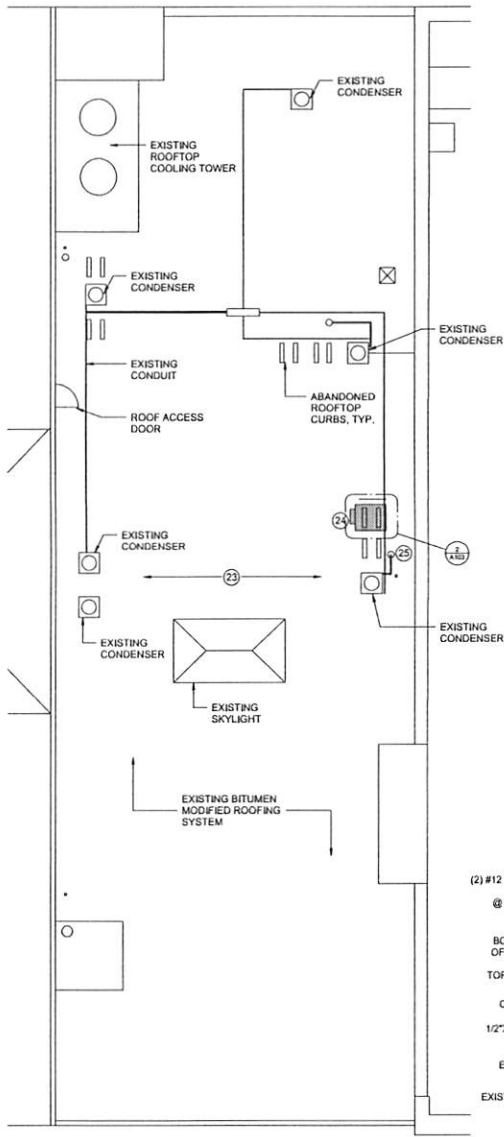 EXISTING
CONDENSER
EXISTING
ROOFTOP
COOLING TOWER
EXISTING
CONDENSER
EXISTING
CONDENSER
EXISTING
CONDUIT
ABANDONED
ROOFTOP
CURBS, TYP.
ROOF ACCESS
DOOR
24
EXISTING
CONDENSER
25
2
A103
23
EXISTING
CONDENSER
EXISTING
CONDENSER
EXISTING
SKYLIGHT
EXISTING BITUMEN
MODIFIED ROOFING
SYSTEM
(2) #12
@
BO
OF
TOP
C
1/2"
E
EXIS